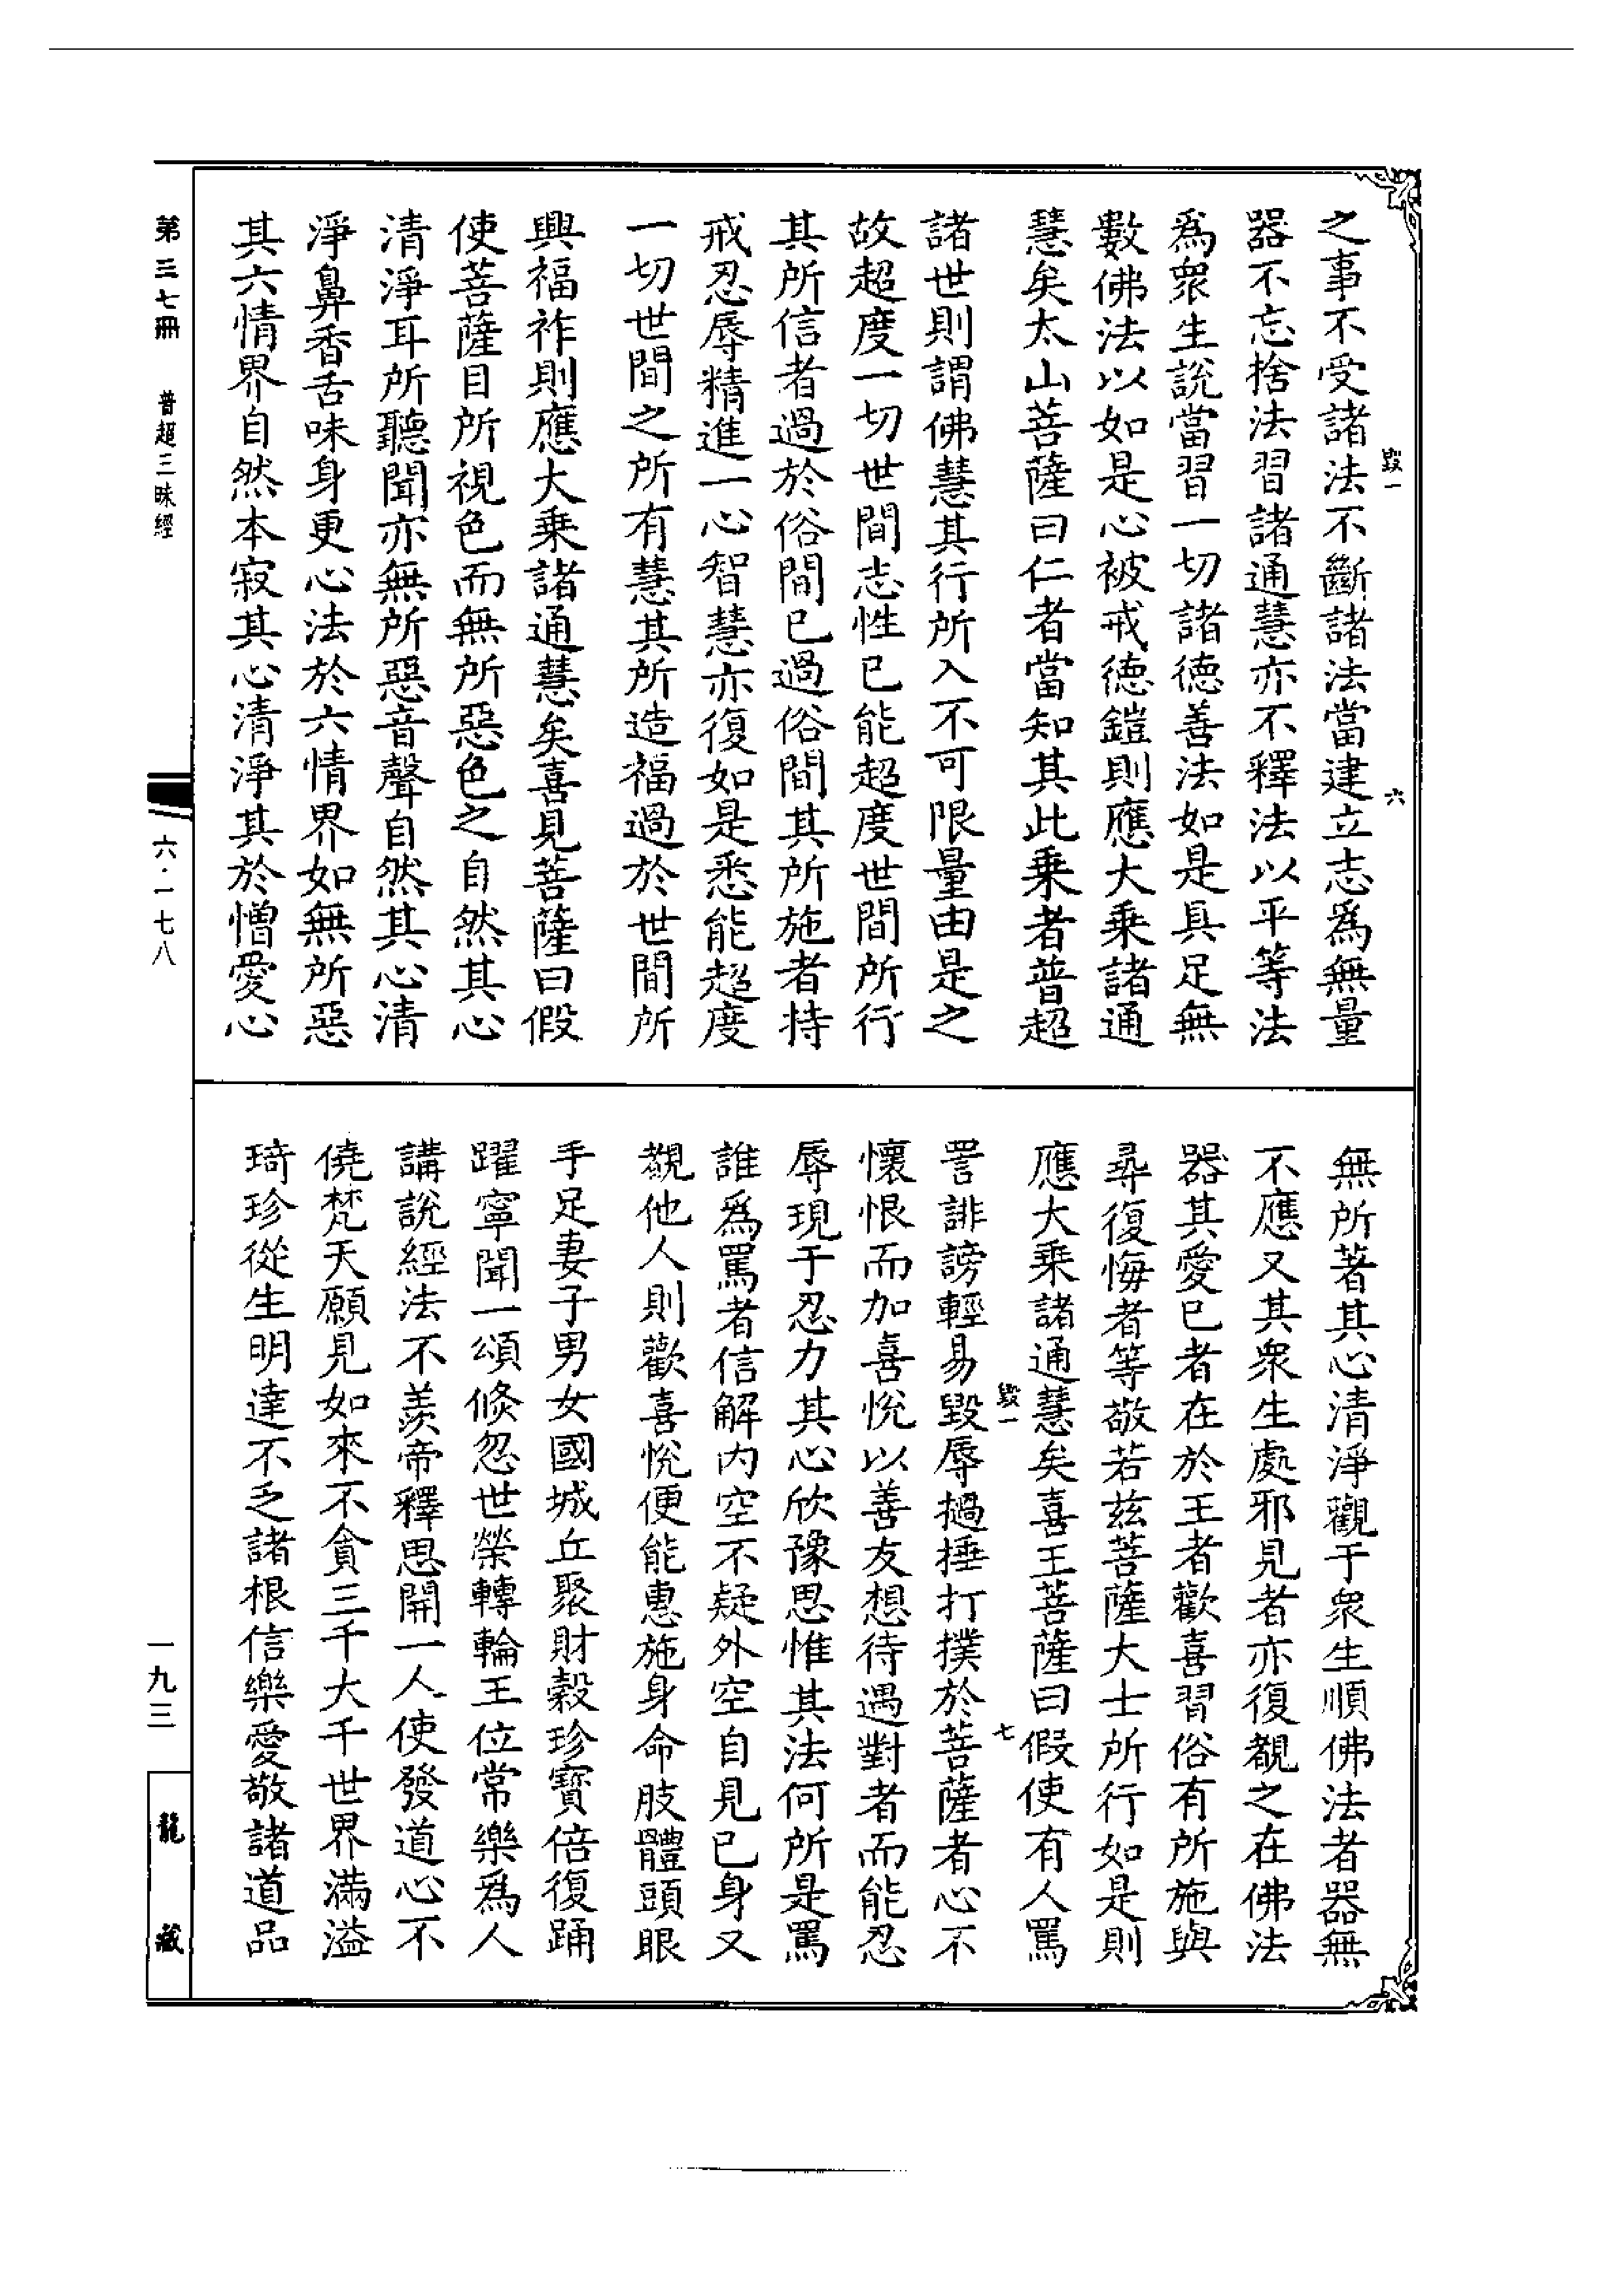 毀一
六
之事不受諸法不斷諸法當建立志爲無量
器不忘捨法習諸通慧亦不釋法以平等法
爲衆生說當習一切諸德善法如是具足無
數佛法以如是心被戒德鎧則應大乗諸通
慧矣太山菩薩曰仁者當知其此乗者普超
諸世則謂佛慧其行所入不可限量由是之
故超度一切世間志性已能超度世間所行
其所信者過於俗間已過俗間其所施者持
戒忍辱精進一心智慧亦復如是悉能超度
一切世間之所有慧其所造福過於世間所
興福祚則應大乗諸通慧矣喜見菩薩曰假
使菩薩目所視色而無所惡色之自然其心
清淨耳所聽聞亦無所惡音聲自然其心清
淨鼻香舌味身更心法於六情界如無所惡
其六情界自然本寂其心清淨其於憎愛心
無所著其心清淨觀于衆生順佛法者器無
不應又其衆生處邪見者亦復覩之在佛法
器其愛已者在於王者歡喜習俗有所施與
尋復悔者等敬若茲菩薩大士所行如是則
應大乗諸通慧矣喜王菩薩曰假使有人罵
毀一
七
詈誹謗輕易毀辱撾捶打撲於菩薩者心不
懷恨而加喜悅以善友想待遇對者而能忍
辱現于忍力其心欣豫思惟其法何所是罵
誰爲罵者信解内空不疑外空自見已身又
覩他人則歡喜悅便能惠施身命肢體頭眼
手足妻子男女國城丘聚財穀珍寳倍復踊
躍寧聞一頌倐忽世榮轉輪王位常樂爲人
講說經法不羨帝釋思開一人使發道心不
僥梵天願見如來不貪三千大千世界滿溢
琦珍從生明達不乏諸根信樂愛敬諸道品
第三七冊
普超三昧經
六·一七八
一九三
龍藏